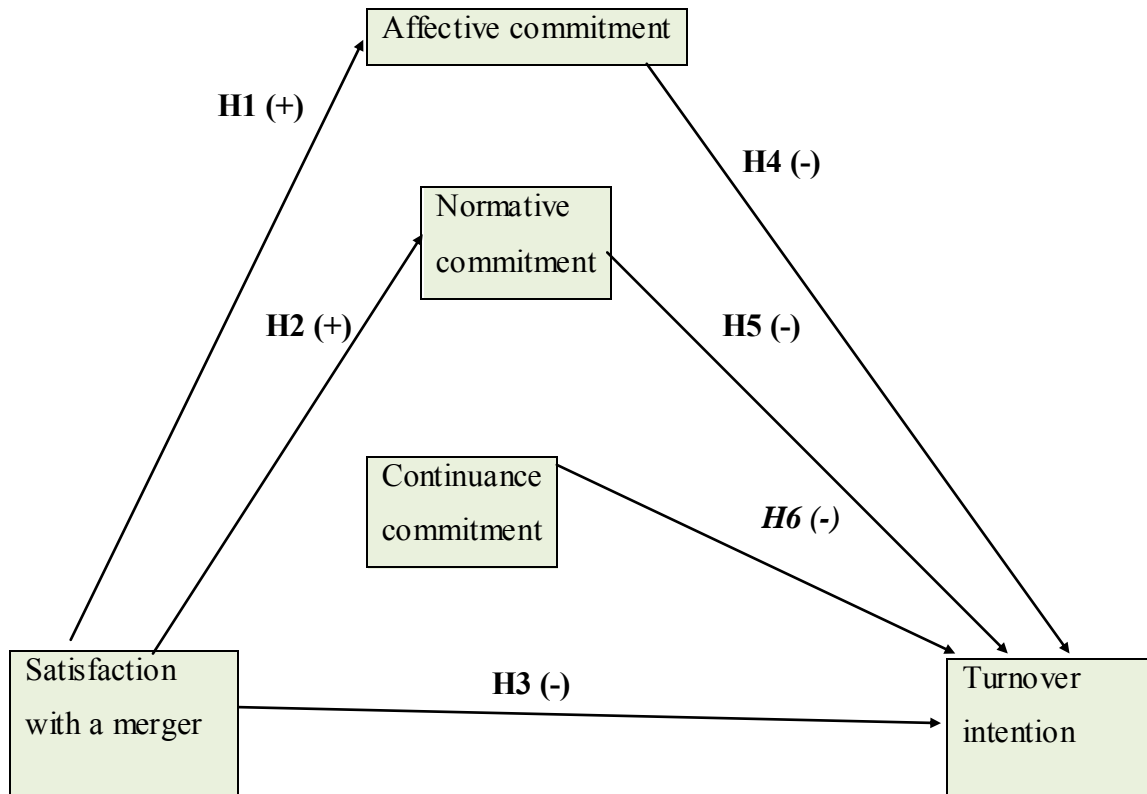 Affective commitment
H1 (+)
H4 (-)
Normative
commitment
H2 (+)
H5 (-)
Continuance
commitment
H6 (-)
Satisfaction
with a merger
H3 (-)
Turnover
intention